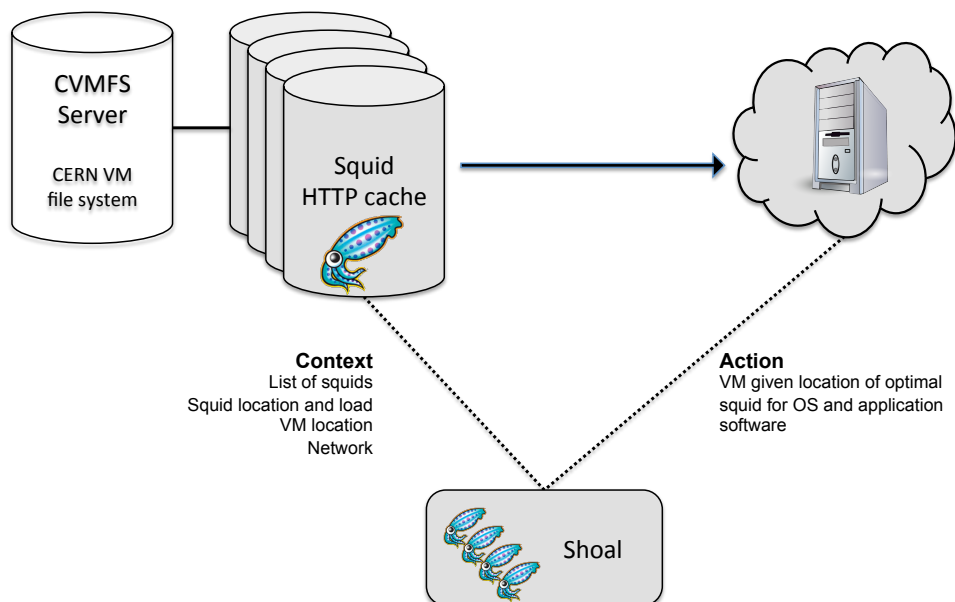 CVMFS
Server
CERN VM
file system
Squid
HTTP cache
Context
List of squids
Squid location and load
VM location
Network
Action
VM given location of optimal
squid for OS and application
software
Shoal